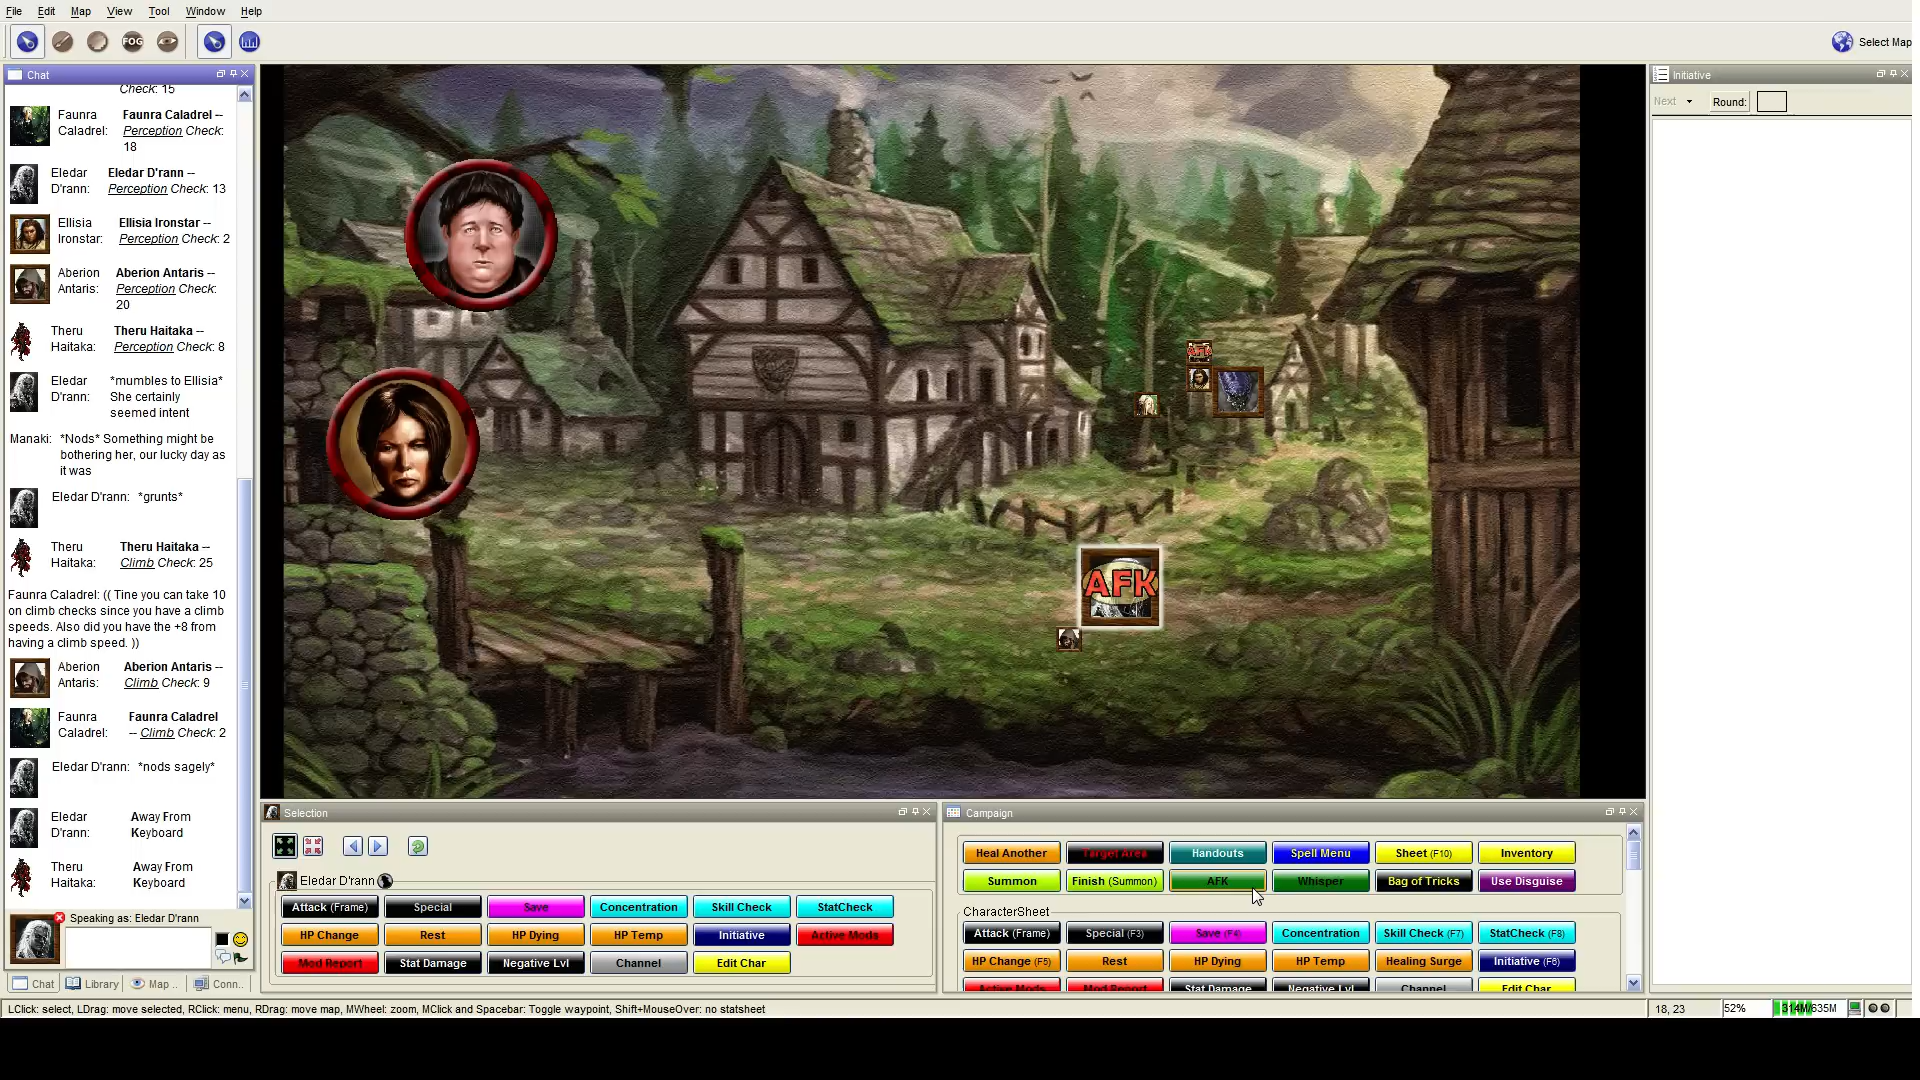 File Edit Map View Tool Help
FOG
Select Map
Chat
Check: 15
Faunra Caladrel: Faunra Caladrel --
Perception Check:
18
Eledar D'rann: Eledar D'rann --
Perception Check: 13
Ellisia Ironstar: Ellisia Ironstar --
Perception Check: 2
Aberion Antaris: Aberion Antaris --
Perception Check:
20
Theru Haitaka: Theru Haitaka --
Perception Check: 8
Eledar D'rann: *mumbles to Ellisia*
She certainly
seemed intent
Manaki: *Nods* Something might be
bothering her, our lucky day as
it was
Eledar D'rann: *grunts*
Theru Haitaka: Theru Haitaka --
Climb Check: 25
Faunra Caladrel: (( Tine you can take 10
on climb checks since you have a climb
speeds. Also did you have the +8 from
having a climb speed. ))
Aberion Antaris: Aberion Antaris --
Climb Check: 9
Faunra Caladrel: Faunra Caladrel
-- Climb Check: 2
Eledar D'rann: *nods sagely*
Eledar D'rann: Away From
Keyboard
Theru Haitaka: Away From
Keyboard
Speaking as: Eledar D'rann
Chat Library Map .. Conn..
AFK
AFK
Initiative
Next Round:
Selection
Eledar D'rann
Attack (Frame) Special Save Concentration Skill Check StatCheck
HP Change Rest HP Dying HP Temp Initiative Active Mods
Mod Report Stat Damage Negative Lvl Channel Edit Char
Campaign
Heal Another Target Area Handouts Spell Menu Sheet (F10) Inventory
Summon Finish (Summon) AFK Whisper Bag of Tricks Use Disguise
CharacterSheet
Attack (Frame) Special (F3) Save (F4) Concentration Skill Check (F7) StatCheck (F8)
HP Change (F5) Rest HP Dying HP Temp Healing Surge Initiative (F6)
Active Mods Mod Report Stat Damage Negative Lvl Channel Edit Char
LClick: select, LDrag: move selected, RClick: menu, RDrag: move map, MWheel: zoom, MClick and Spacebar: Toggle waypoint, Shift+MouseOver: no statsheet
18, 23 52% 314M/635M